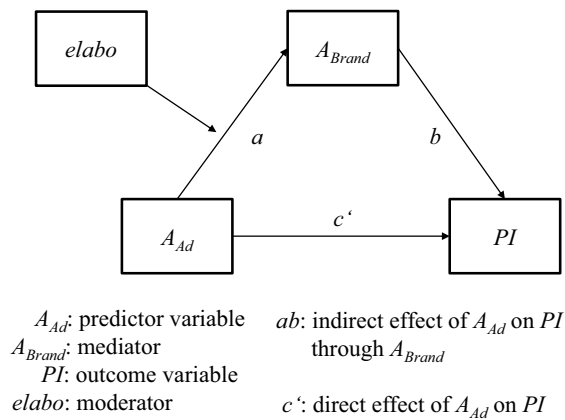 elabo
A_Brand
a
b
A_Ad
c‘
PI
A_Ad: predictor variable
A_Brand: mediator
PI: outcome variable
elabo: moderator
ab: indirect effect of A_Ad on PI
through A_Brand
c‘: direct effect of A_Ad on PI